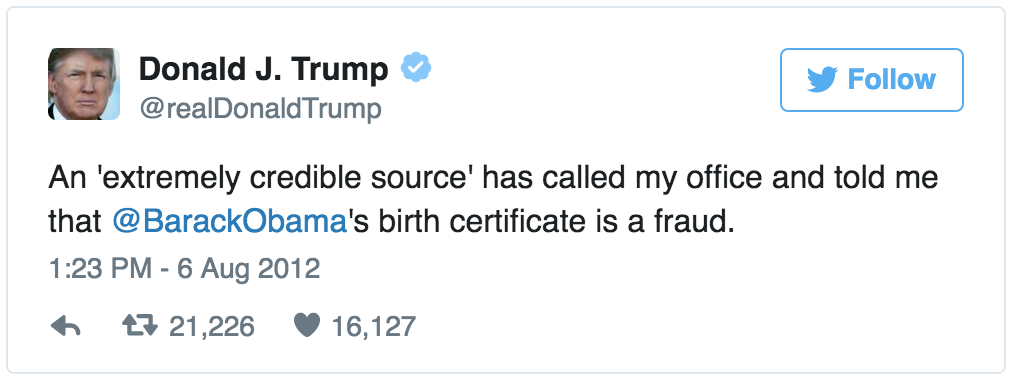 Donald J. Trump
@realDonaldTrump
Follow
An 'extremely credible source' has called my office and told me
that @BarackObama's birth certificate is a fraud.
1:23 PM - 6 Aug 2012
21,226 16,127